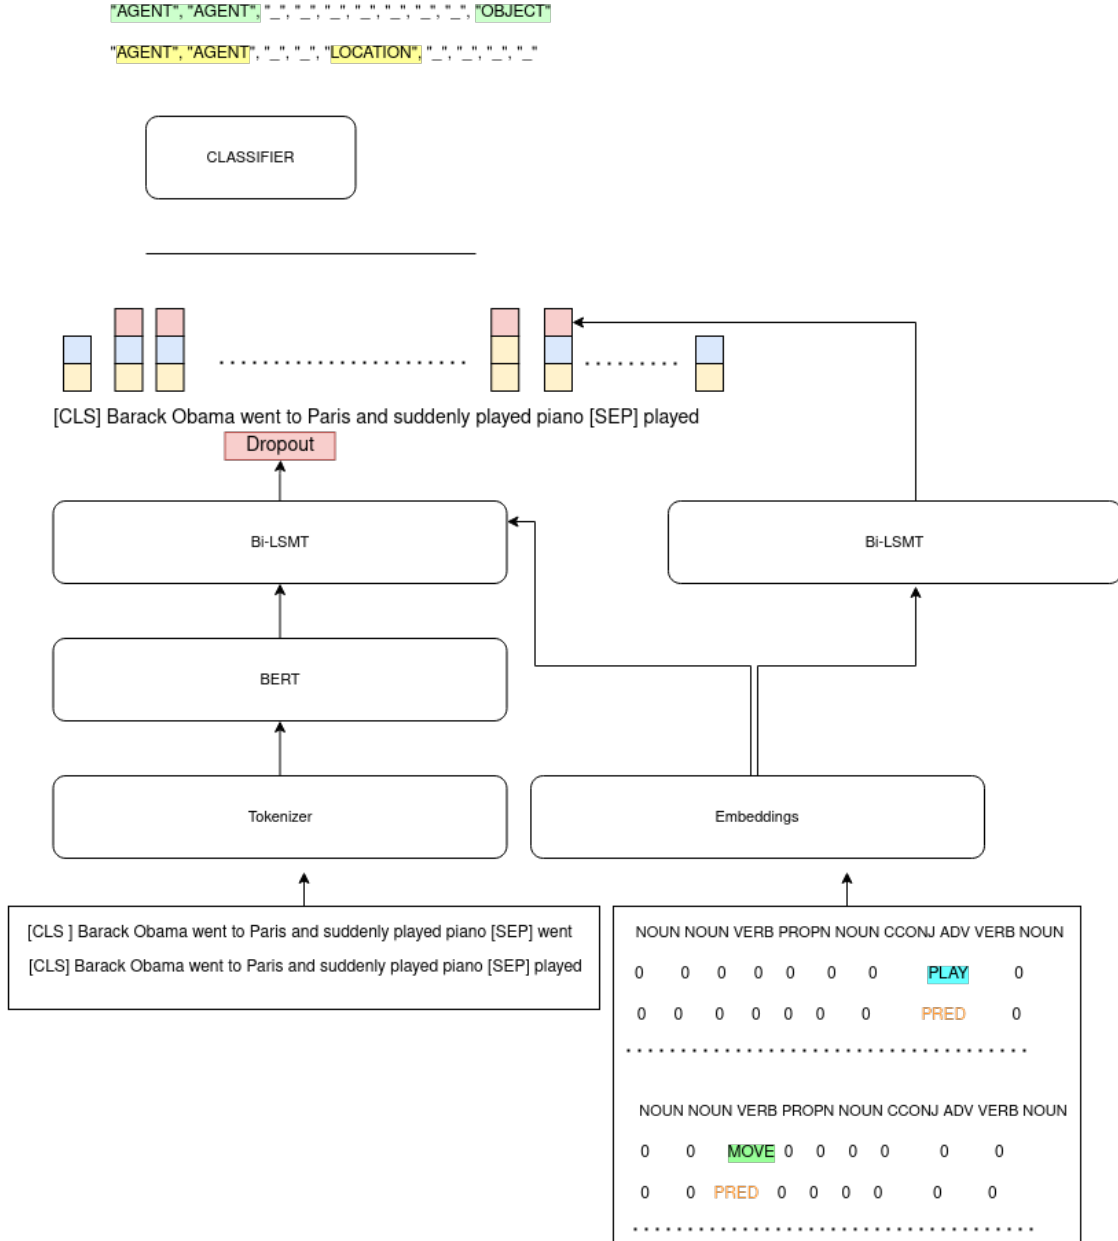 "AGENT", "AGENT", "_", "_", "_", "_", "_", "_", "_", "OBJECT"
"AGENT", "AGENT", "_", "_", "LOCATION", "_", "_", "_", "_"
CLASSIFIER
[CLS] Barack Obama went to Paris and suddenly played piano [SEP] played
Dropout
Bi-LSMT
Bi-LSMT
BERT
Tokenizer
Embeddings
[CLS ] Barack Obama went to Paris and suddenly played piano [SEP] went
[CLS] Barack Obama went to Paris and suddenly played piano [SEP] played
NOUN NOUN VERB PROPN NOUN CCONJ ADV VERB NOUN
0 0 0 0 0 0 0 PLAY 0
0 0 0 0 0 0 0 PRED 0
NOUN NOUN VERB PROPN NOUN CCONJ ADV VERB NOUN
0 0 MOVE 0 0 0 0 0 0
0 0 PRED 0 0 0 0 0 0